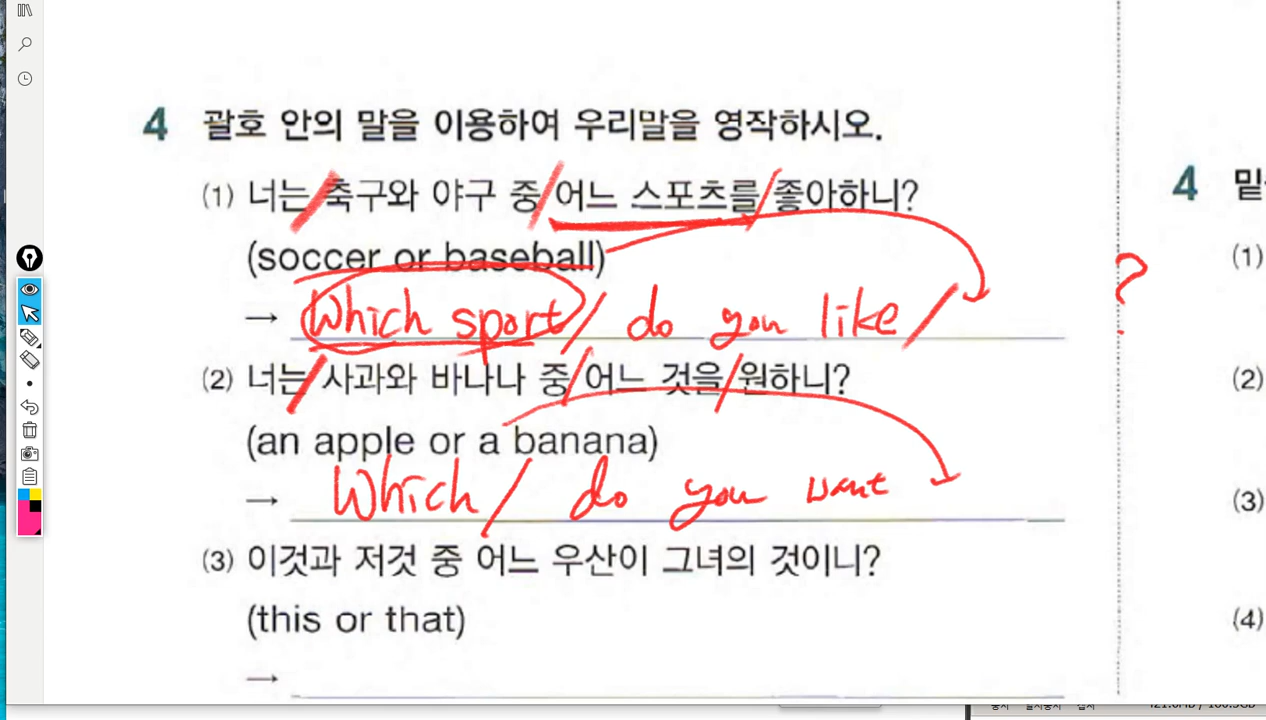 4 괄호 안의 말을 이용하여 우리말을 영작하시오.
4 밑
(1) 너는 축구와 야구 중 어느 스포츠를 좋아하니?
(soccer or baseball)
(1)
?
→ Which sport / do you like /
(2) 너는 사과와 바나나 중 어느 것을 원하니?
(2)
(an apple or a banana)
→ Which / do you want
(3)
(3) 이것과 저것 중 어느 우산이 그녀의 것이니?
(this or that)
(4)
→